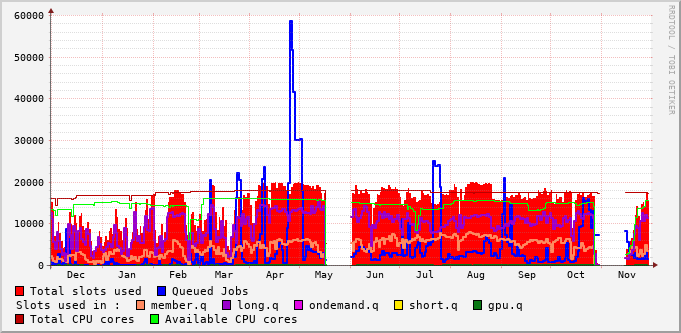 60000
50000
40000
30000
20000
10000
0
Dec Jan Feb Mar Apr May Jun Jul Aug Sep Oct Nov
RRDTOOL / TOBI OETIKER
Total slots used Queued Jobs
Slots used in : member.q long.q ondemand.q short.q gpu.q
Total CPU cores Available CPU cores